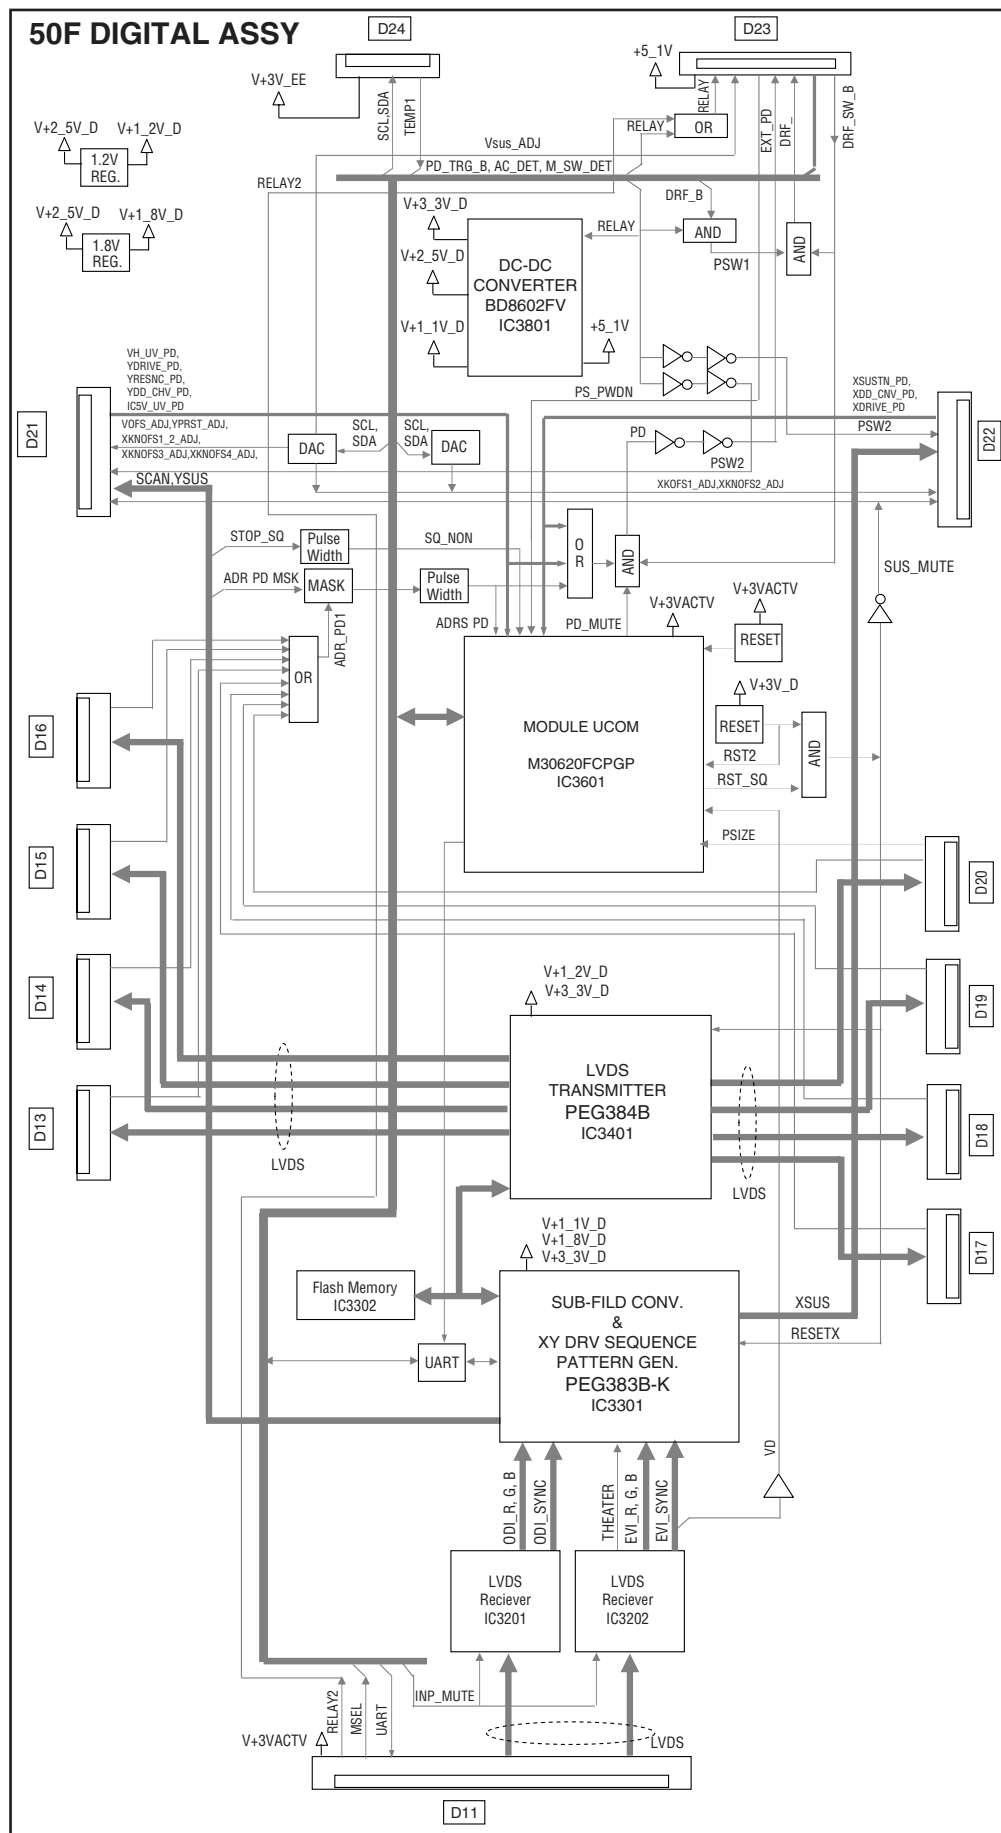 50F DIGITAL ASSY
D24
D23
V+3V_EE
+5_1V
SCL,SDA
TEMP1
RELAY
EXT_PD
DRF_
DRF_SW_B
V+2_5V_D
V+1_2V_D
1.2V
REG.
V+2_5V_D
V+1_8V_D
1.8V
REG.
RELAY
OR
Vsus_ADJ
PD_TRG_B, AC_DET, M_SW_DET
RELAY2
DRF_B
V+3_3V_D
V+2_5V_D
V+1_1V_D
DC-DC
CONVERTER
BD8602FV
IC3801
RELAY
AND
AND
PSW1
+5_1V
VH_UV_PD,
YDRIVE_PD,
YRESNC_PD,
YDD_CHV_PD,
IC5V_UV_PD
PS_PWDN
XSUSTN_PD,
XDD_CNV_PD,
XDRIVE_PD
PSW2
D21
D22
VOFS_ADJ,YPRST_ADJ,
XKNOFS1_2_ADJ,
XKNOFS3_ADJ,XKNOFS4_ADJ,
DAC
SCL,
SDA
SCL,
SDA
DAC
PD
PSW2
SCAN,YSUS
XKOFS1_ADJ,XKNOFS2_ADJ
STOP_SQ
Pulse
Width
SQ_NON
O
R
AND
SUS_MUTE
ADR PD MSK
MASK
Pulse
Width
ADR_PD1
ADRS PD
PD_MUTE
V+3VACTV
V+3VACTV
RESET
OR
D16
MODULE UCOM
M30620FCPGP
IC3601
V+3V_D
RESET
AND
RST2
RST_SQ
PSIZE
D15
D20
D14
D19
V+1_2V_D
V+3_3V_D
LVDS
TRANSMITTER
PEG384B
IC3401
D13
D18
LVDS
LVDS
V+1_1V_D
V+1_8V_D
V+3_3V_D
D17
Flash Memory
IC3302
SUB-FILD CONV.
&
XY DRV SEQUENCE
PATTERN GEN.
PEG383B-K
IC3301
XSUS
RESETX
UART
VD
ODI_R, G, B
ODI_SYNC
THEATER
EVI_R, G, B
EVI_SYNC
LVDS
Reciever
IC3201
LVDS
Reciever
IC3202
RELAY2
MSEL
UART
INP_MUTE
V+3VACTV
LVDS
D11